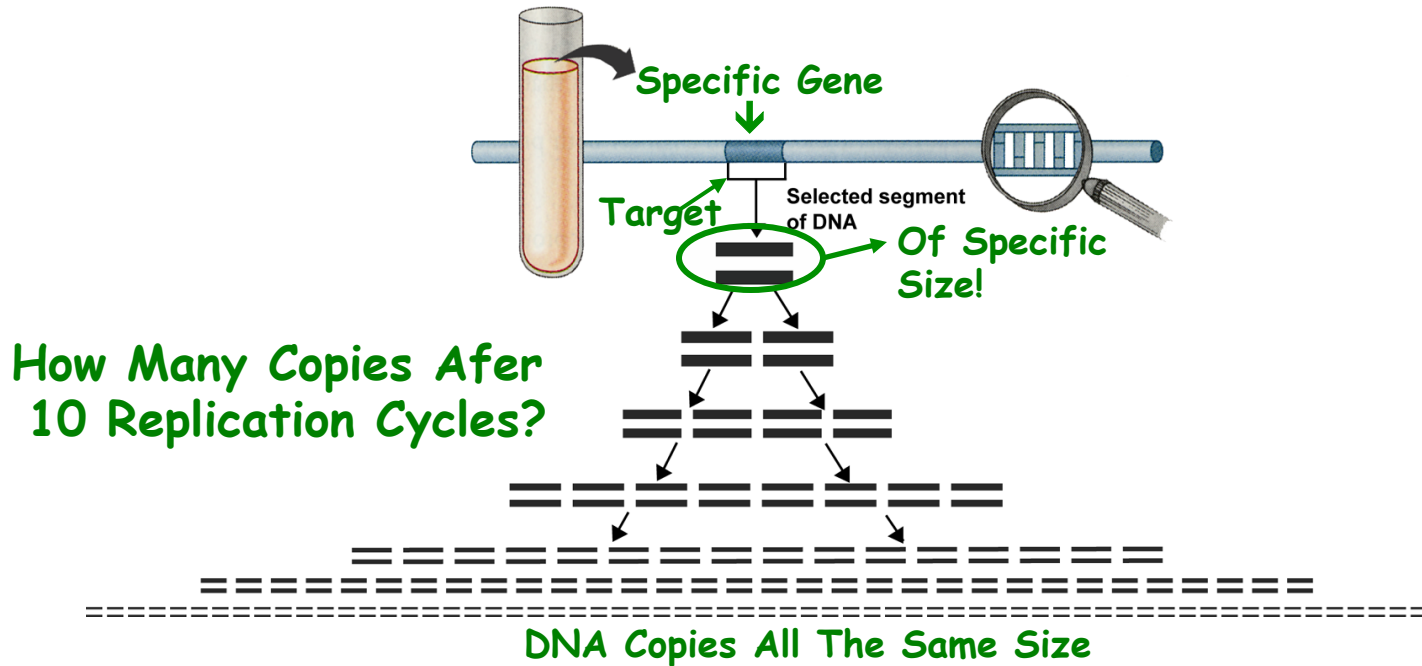 Specific Gene
Target
Selected segment
of DNA
Of Specific
Size!
How Many Copies Afer
10 Replication Cycles?
DNA Copies All The Same Size